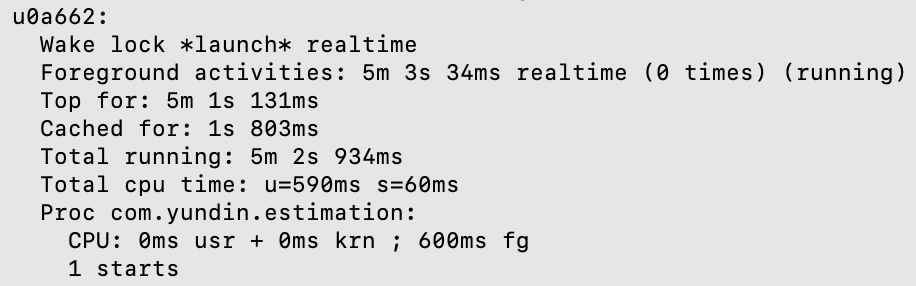 u0a662:
Wake lock *launch* realtime
Foreground activities: 5m 3s 34ms realtime (0 times) (running)
Top for: 5m 1s 131ms
Cached for: 1s 803ms
Total running: 5m 2s 934ms
Total cpu time: u=590ms s=60ms
Proc com.yundin.estimation:
CPU: 0ms usr + 0ms krn ; 600ms fg
1 starts